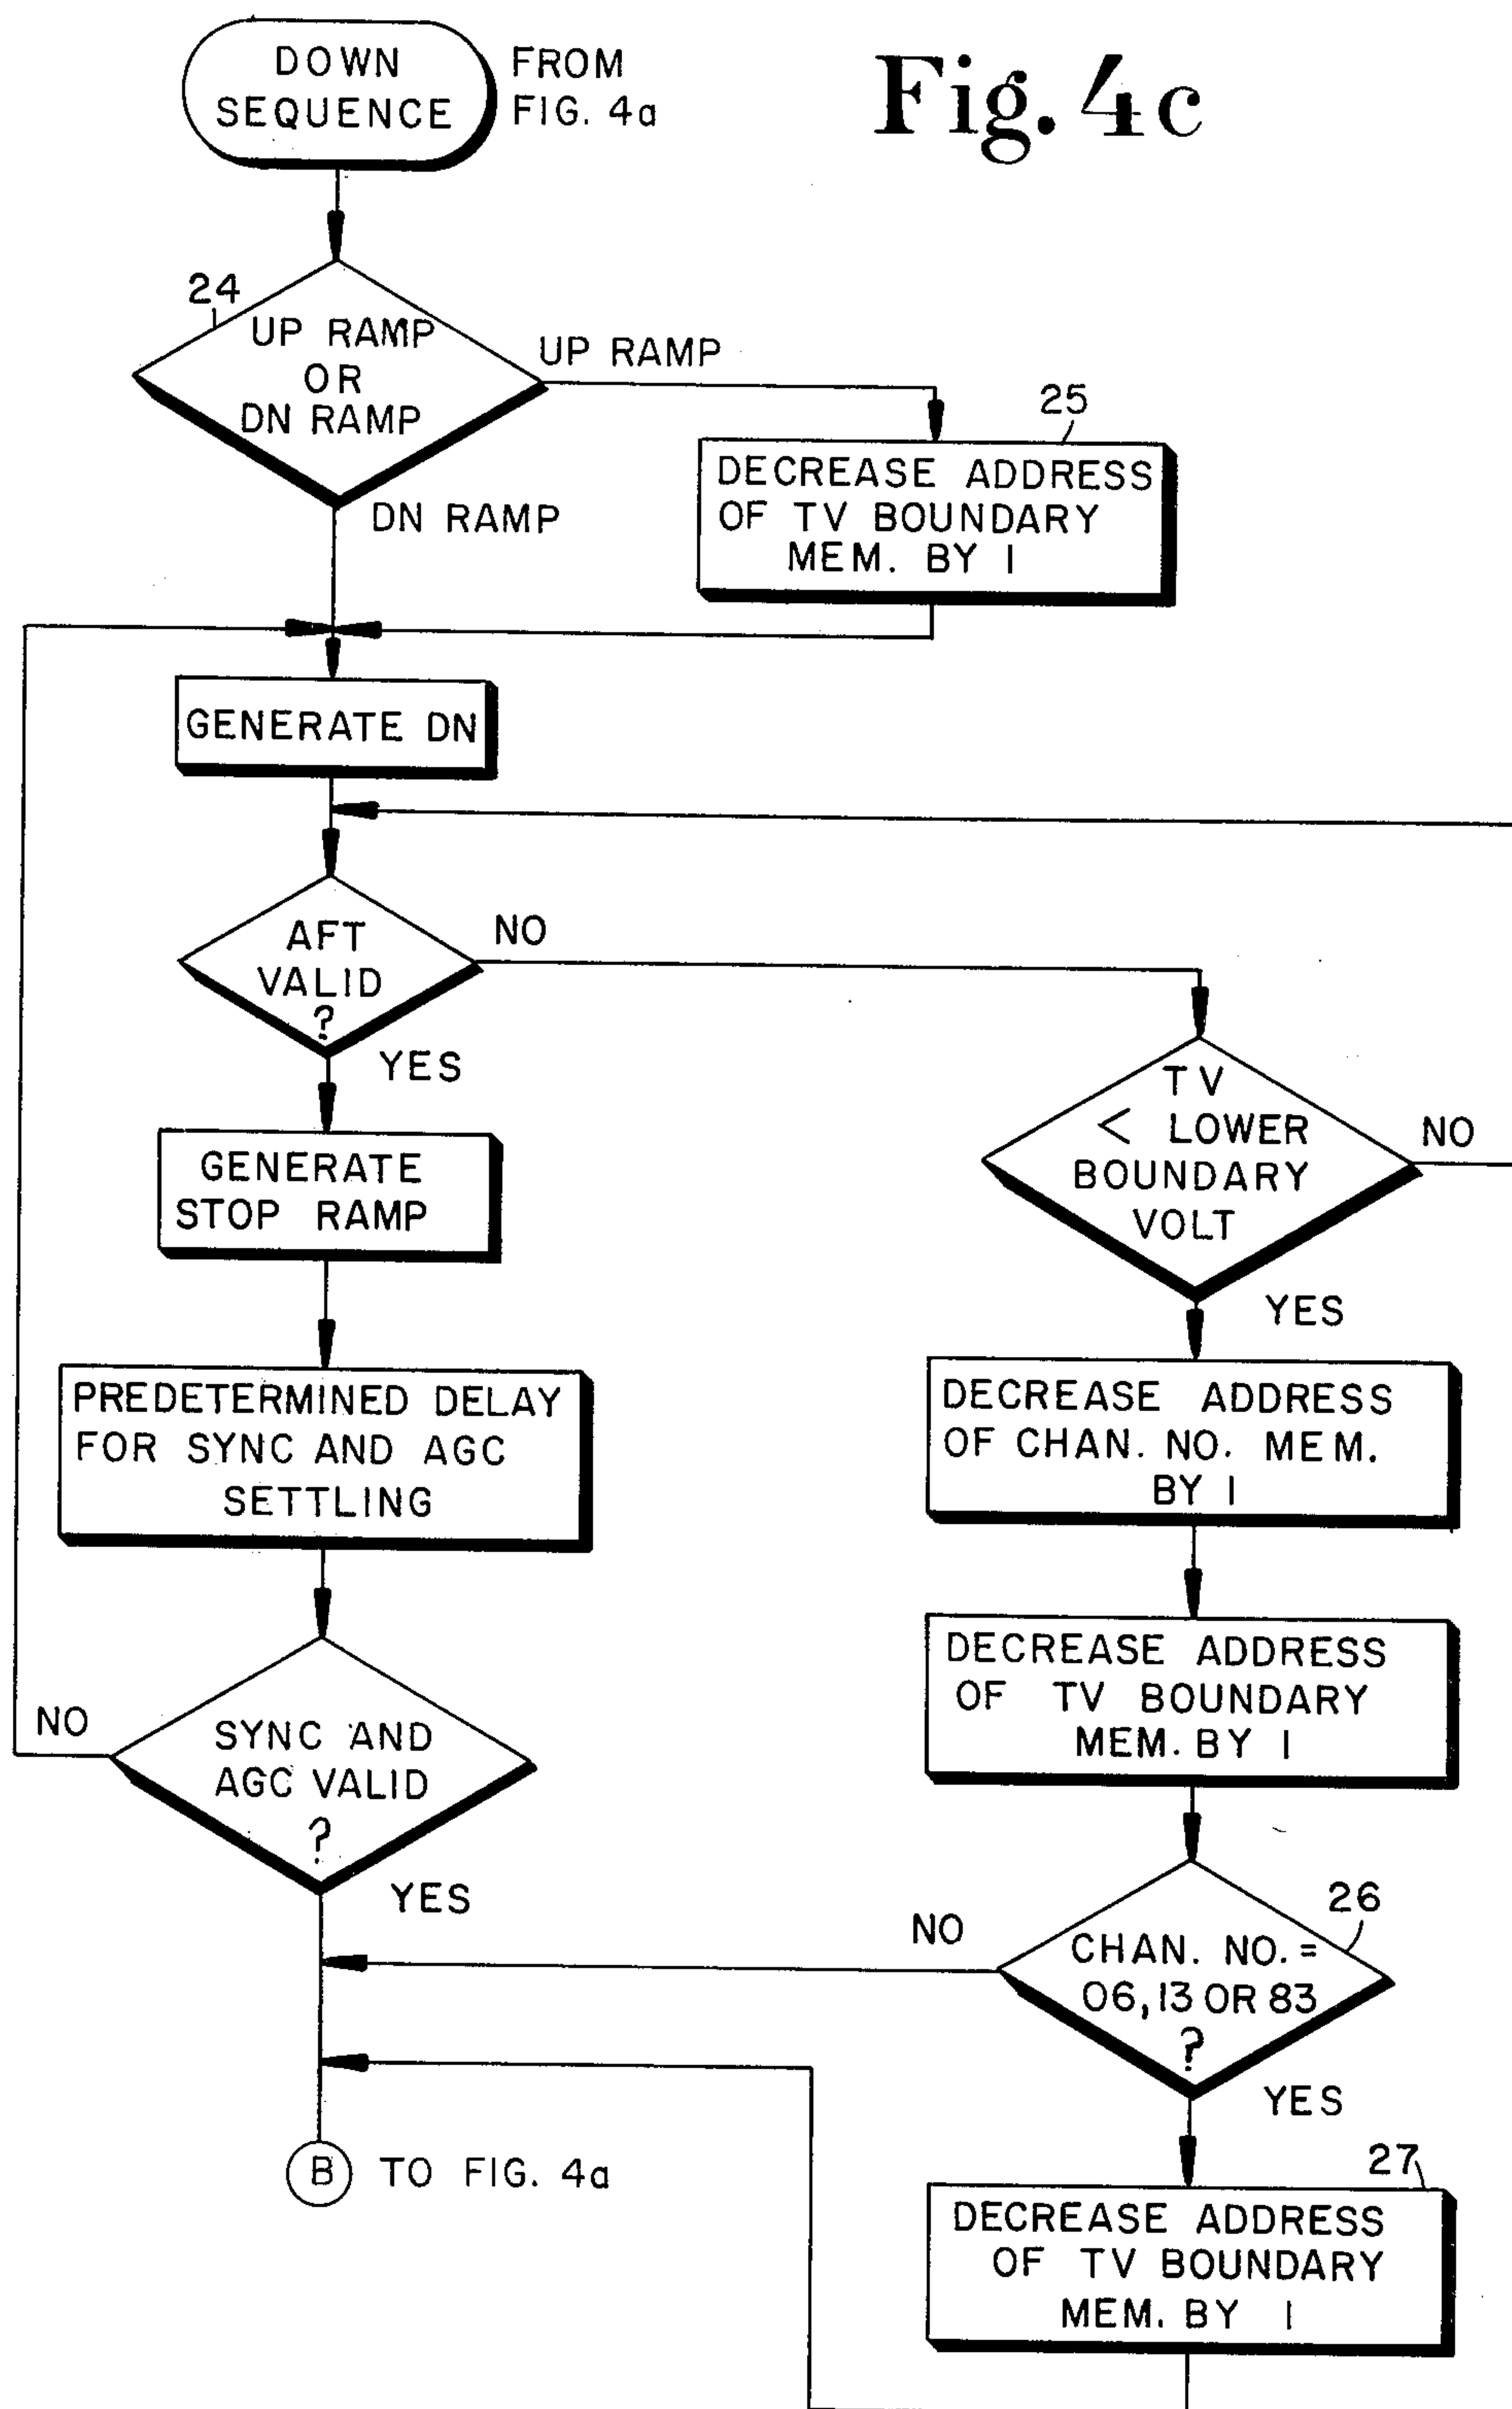 DOWN
SEQUENCE
FROM
FIG. 4a
Fig. 4c
24
UP RAMP
OR
DN RAMP
UP RAMP
DN RAMP
25
DECREASE ADDRESS
OF TV BOUNDARY
MEM. BY 1
GENERATE DN
AFT
VALID
?
NO
YES
GENERATE
STOP RAMP
TV
< LOWER
BOUNDARY
VOLT
NO
YES
PREDETERMINED DELAY
FOR SYNC AND AGC
SETTLING
DECREASE ADDRESS
OF CHAN. NO. MEM.
BY 1
DECREASE ADDRESS
OF TV BOUNDARY
MEM. BY 1
NO
SYNC AND
AGC VALID
?
YES
NO
26
CHAN. NO. =
06, 13 OR 83
?
YES
B TO FIG. 4a
27
DECREASE ADDRESS
OF TV BOUNDARY
MEM. BY 1